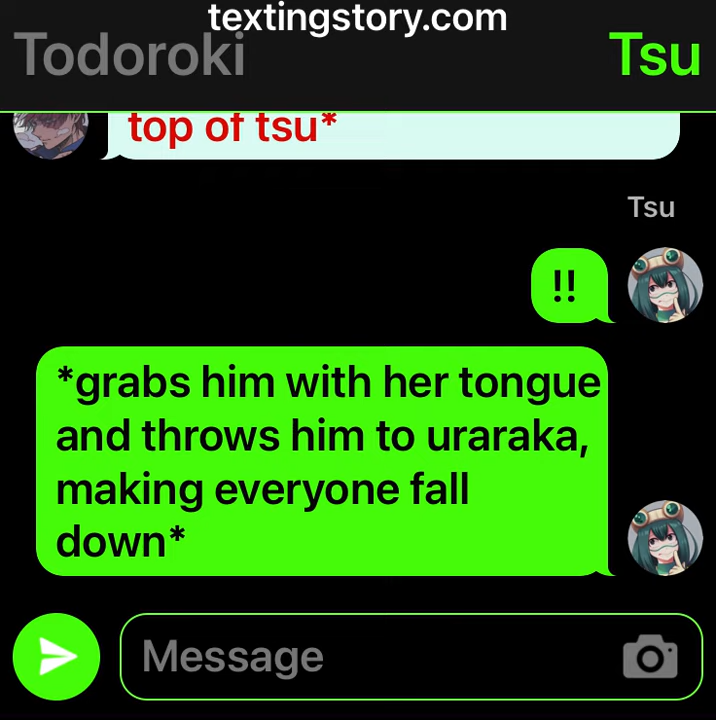 textingstory.com
Todoroki
Tsu
top of tsu*
Tsu
!!
*grabs him with her tongue
and throws him to uraraka,
making everyone fall
down*
Message